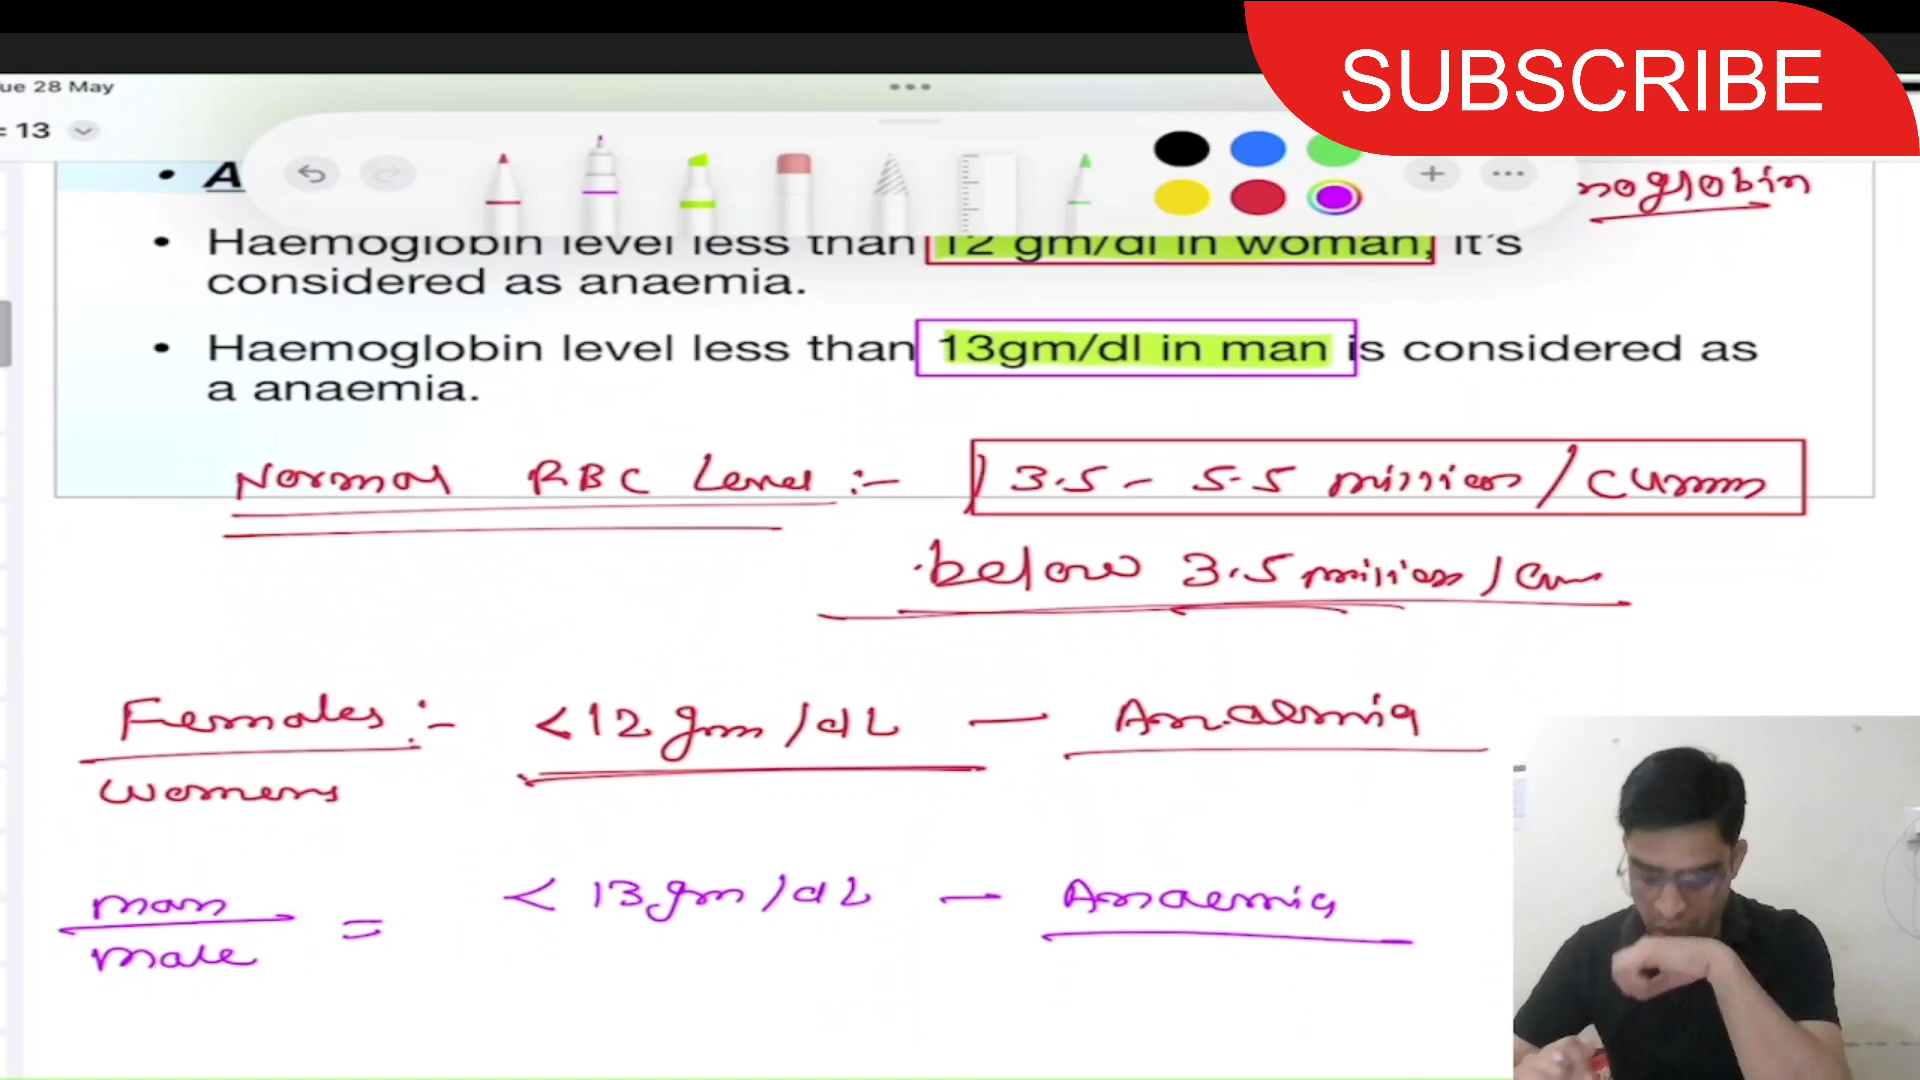 SUBSCRIBE
ue 28 May
= 13
• A
noglobin
• Haemoglobin level less than 12 gm/dl in woman, it's
considered as anaemia.
• Haemoglobin level less than 13gm/dl in man is considered as
a anaemia.
Normal RBC Level :- 3.5 - 5.5 million / cumm
below 3.5 million / cum
Females :- < 12 gm / dL — Anaemia
womens
man
male = < 13 gm / dL — Anaemia